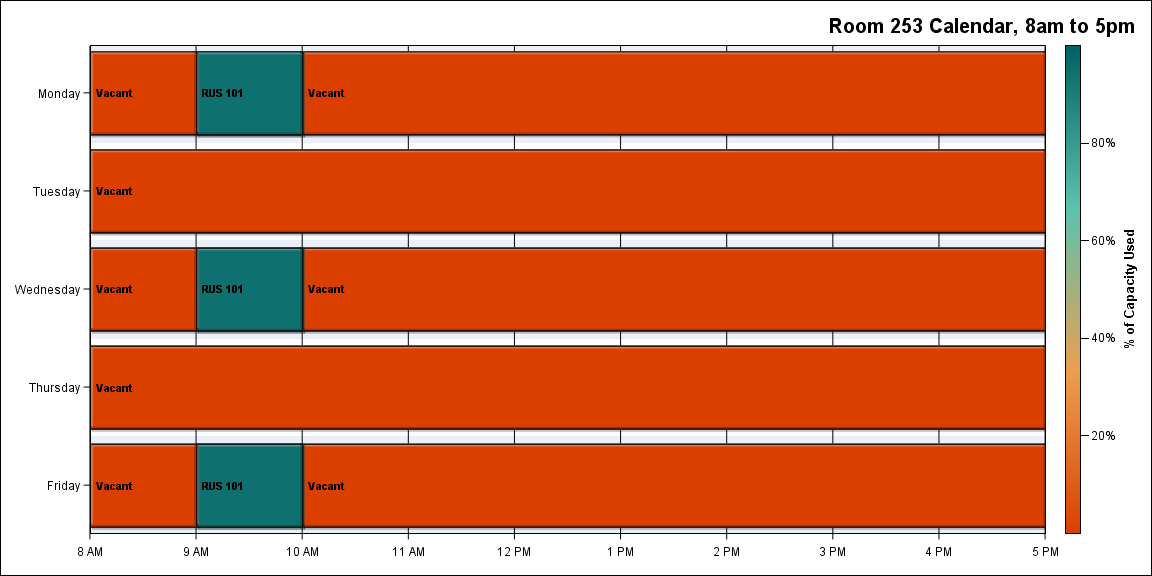 Room 253 Calendar, 8am to 5pm
Monday
Vacant
RUS 101
Vacant
Tuesday
Vacant
Wednesday
Vacant
RUS 101
Vacant
Thursday
Vacant
Friday
Vacant
RUS 101
Vacant
8 AM
9 AM
10 AM
11 AM
12 PM
1 PM
2 PM
3 PM
4 PM
5 PM
80%
60%
40%
20%
% of Capacity Used